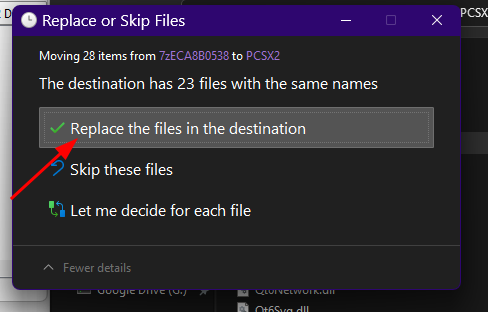 Replace or Skip Files
PCSX
Moving 28 items from 7zECA8B0538 to PCSX2
The destination has 23 files with the same names
Replace the files in the destination
Skip these files
Let me decide for each file
Fewer details
Google Drive (G:)
Qt6Network.dll
Qt6Svg.dll